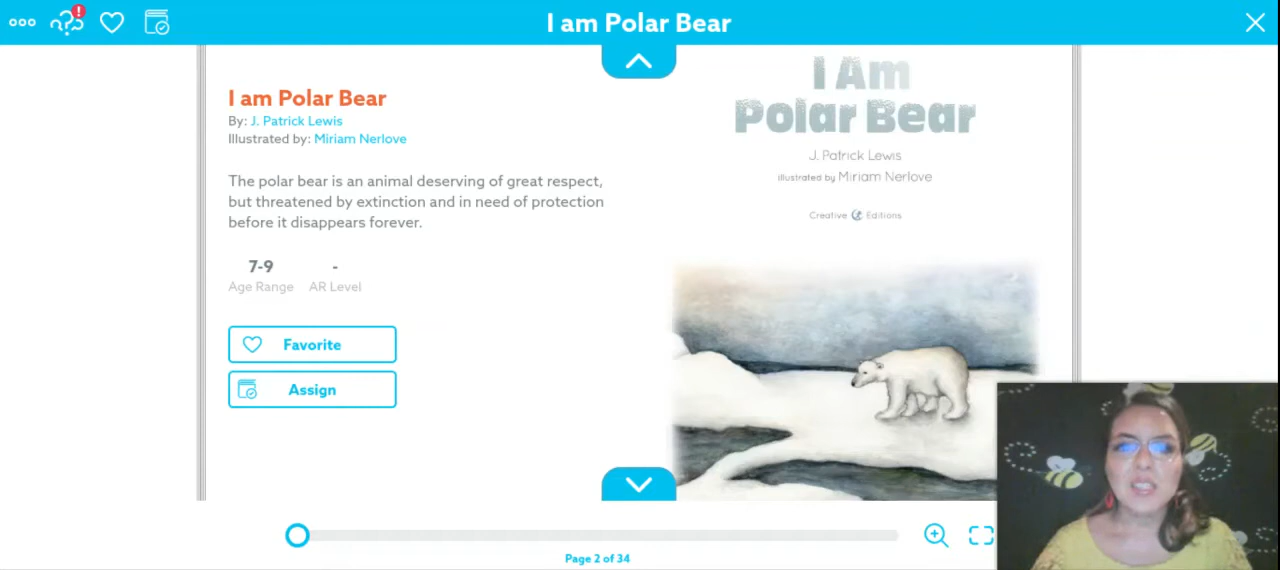 I am Polar Bear
I am Polar Bear
By: J. Patrick Lewis
Illustrated by: Miriam Nerlove
The polar bear is an animal deserving of great respect,
but threatened by extinction and in need of protection
before it disappears forever.
7-9 -
Age Range AR Level
Favorite
Assign
I Am
Polar Bear
J. Patrick Lewis
illustrated by Miriam Nerlove
Creative Editions
Page 2 of 34